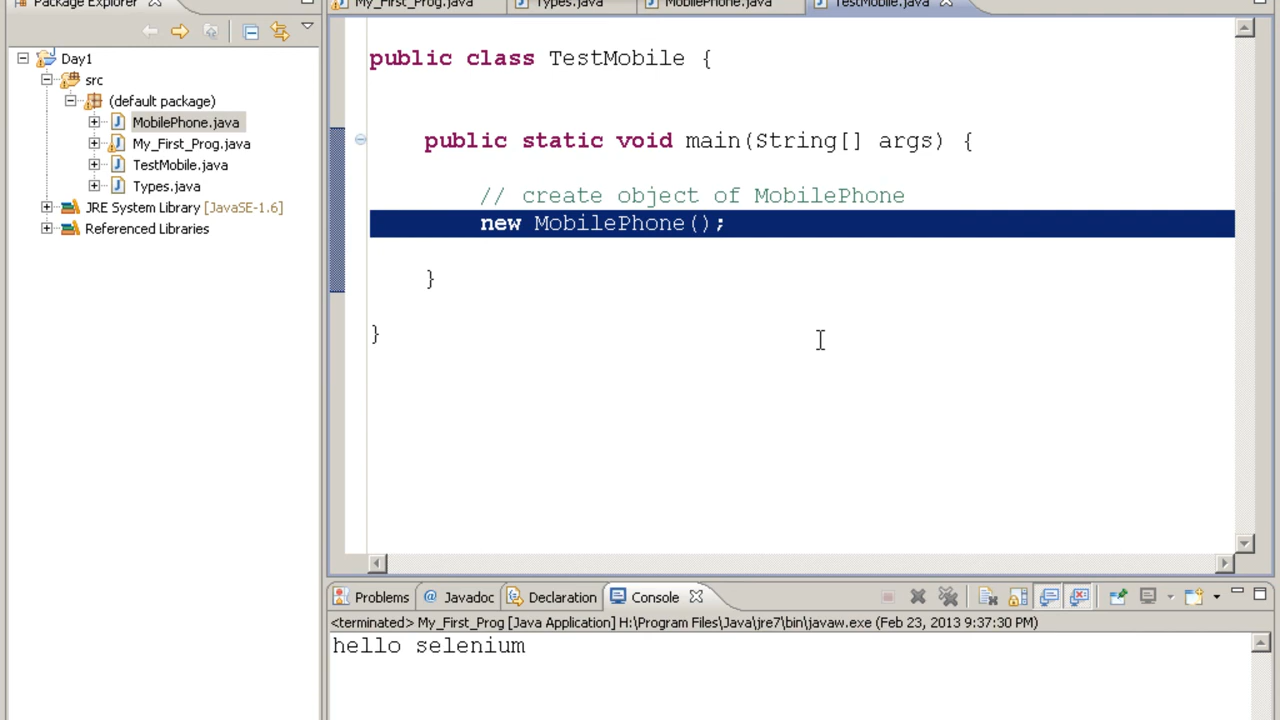 Package Explorer
My_First_Prog.java
Types.java
MobilePhone.java
TestMobile.java
Day1
src
(default package)
MobilePhone.java
My_First_Prog.java
TestMobile.java
Types.java
JRE System Library [JavaSE-1.6]
Referenced Libraries
public class TestMobile {
public static void main(String[] args) {
// create object of MobilePhone
new MobilePhone();
}
}
Problems @ Javadoc Declaration Console
<terminated> My_First_Prog [Java Application] H:\Program Files\Java\jre7\bin\javaw.exe (Feb 23, 2013 9:37:30 PM)
hello selenium